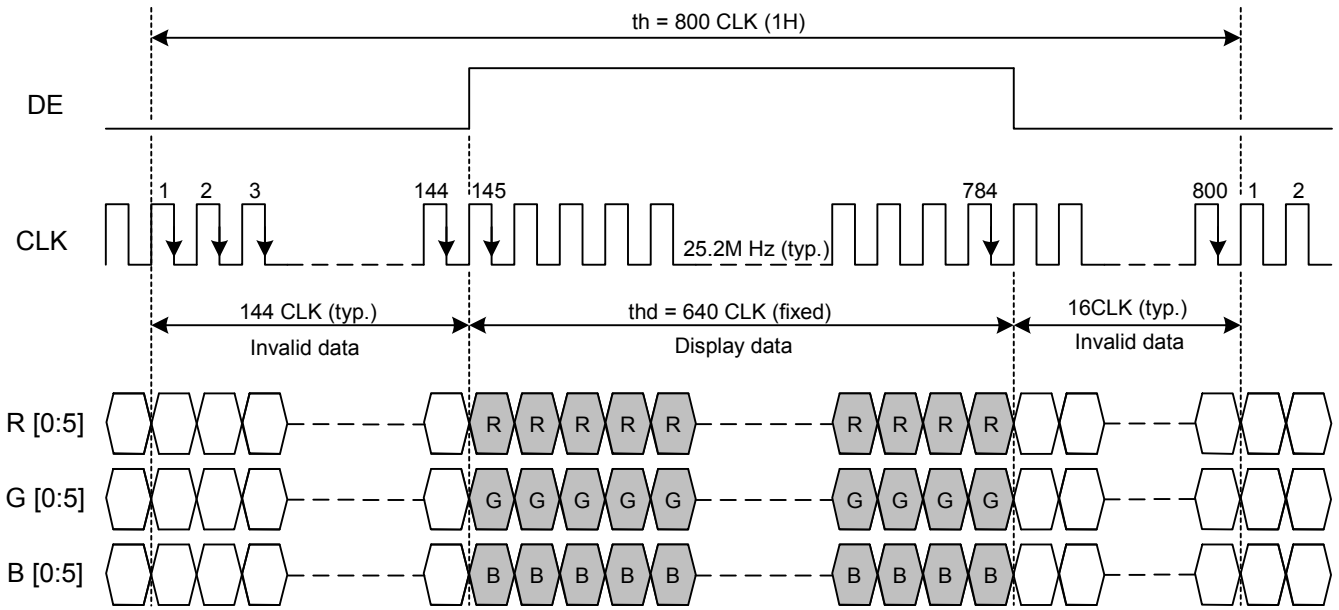 th = 800 CLK (1H)
DE
1 2 3 144 145 784 800 1 2
CLK
25.2M Hz (typ.)
144 CLK (typ.) thd = 640 CLK (fixed) 16CLK (typ.)
Invalid data Display data Invalid data
R [0:5] R R R R R R R R R
G [0:5] G G G G G G G G G
B [0:5] B B B B B B B B B